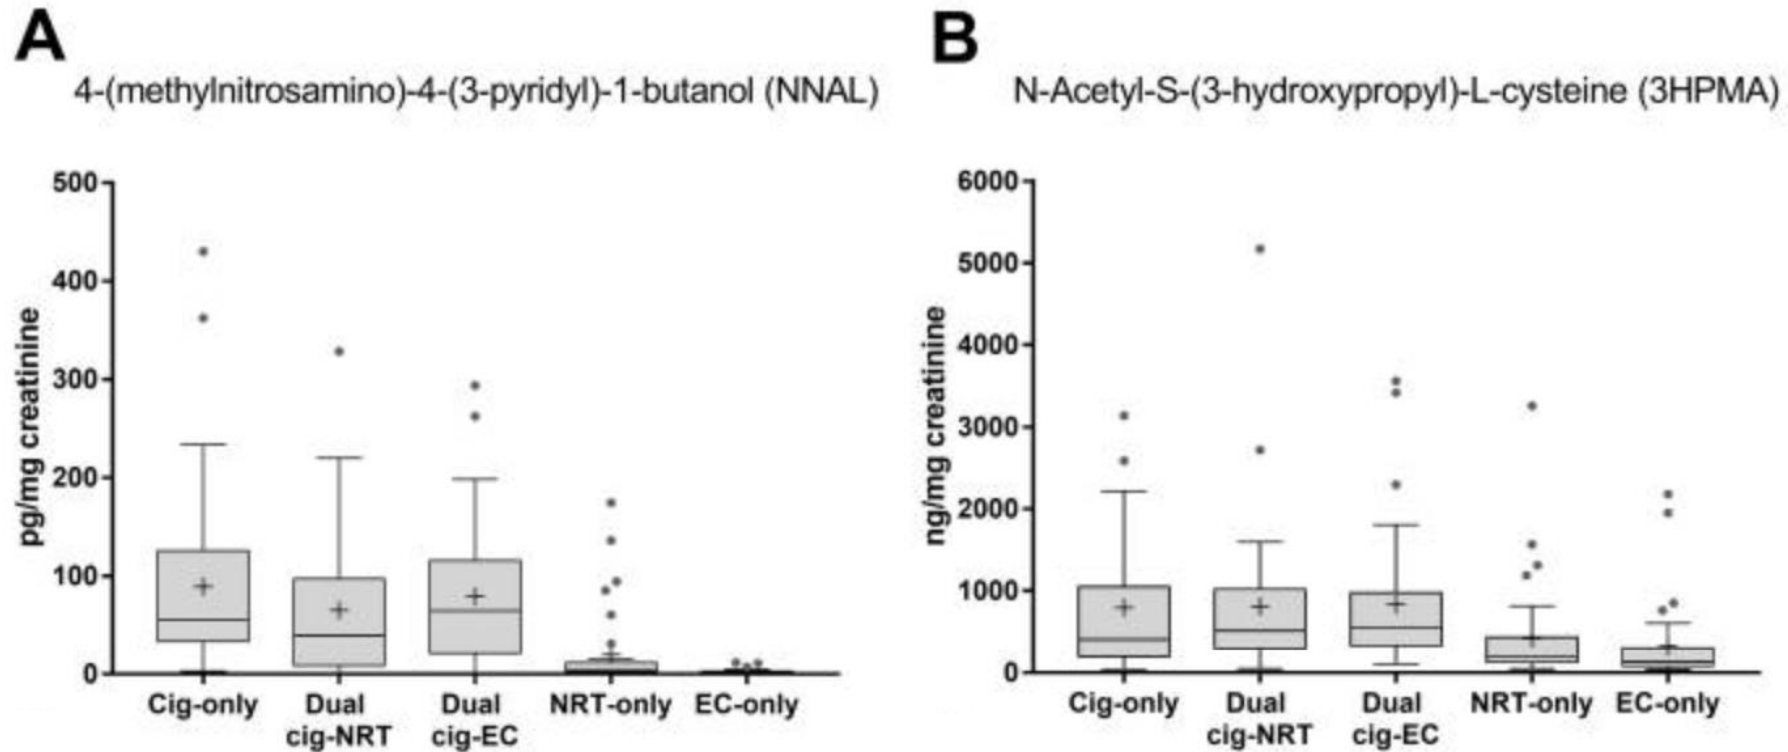 A
4-(methylnitrosamino)-4-(3-pyridyl)-1-butanol (NNAL)
pg/mg creatinine
500
400
300
200
100
0
Cig-only
Dual
cig-NRT
Dual
cig-EC
NRT-only
EC-only
B
N-Acetyl-S-(3-hydroxypropyl)-L-cysteine (3HPMA)
ng/mg creatinine
6000
5000
4000
3000
2000
1000
0
Cig-only
Dual
cig-NRT
Dual
cig-EC
NRT-only
EC-only